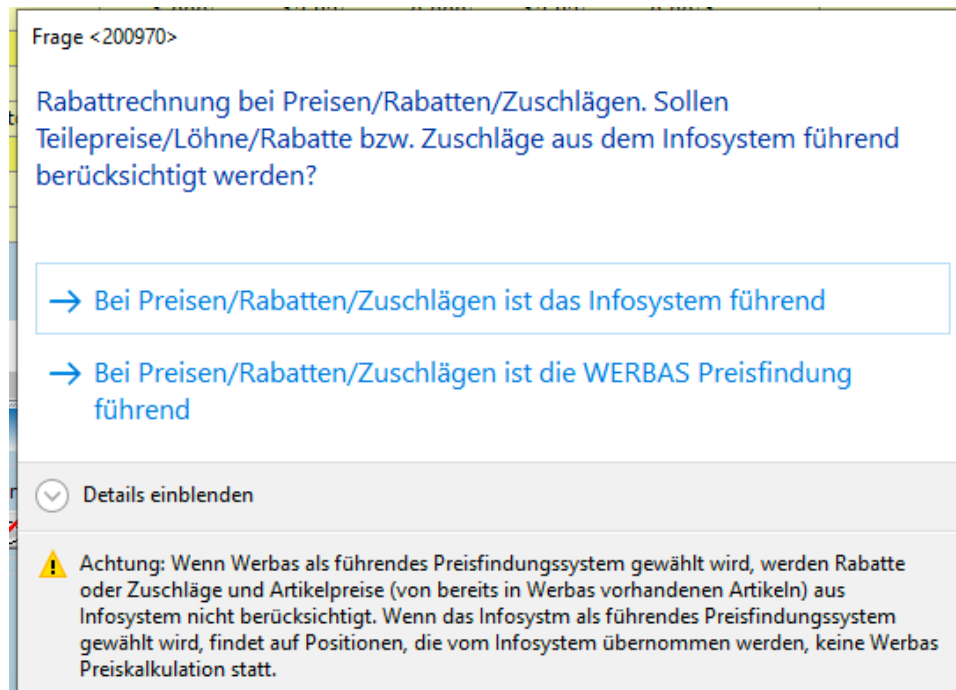 Frage <200970>
Rabattrechnung bei Preisen/Rabatten/Zuschlägen. Sollen
Teilepreise/Löhne/Rabatte bzw. Zuschläge aus dem Infosystem führend
berücksichtigt werden?
Bei Preisen/Rabatten/Zuschlägen ist das Infosystem führend
Bei Preisen/Rabatten/Zuschlägen ist die WERBAS Preisfindung
führend
Details einblenden
Achtung: Wenn Werbas als führendes Preisfindungssystem gewählt wird, werden Rabatte
oder Zuschläge und Artikelpreise (von bereits in Werbas vorhandenen Artikeln) aus
Infosystem nicht berücksichtigt. Wenn das Infosystm als führendes Preisfindungssystem
gewählt wird, findet auf Positionen, die vom Infosystem übernommen werden, keine Werbas
Preiskalkulation statt.